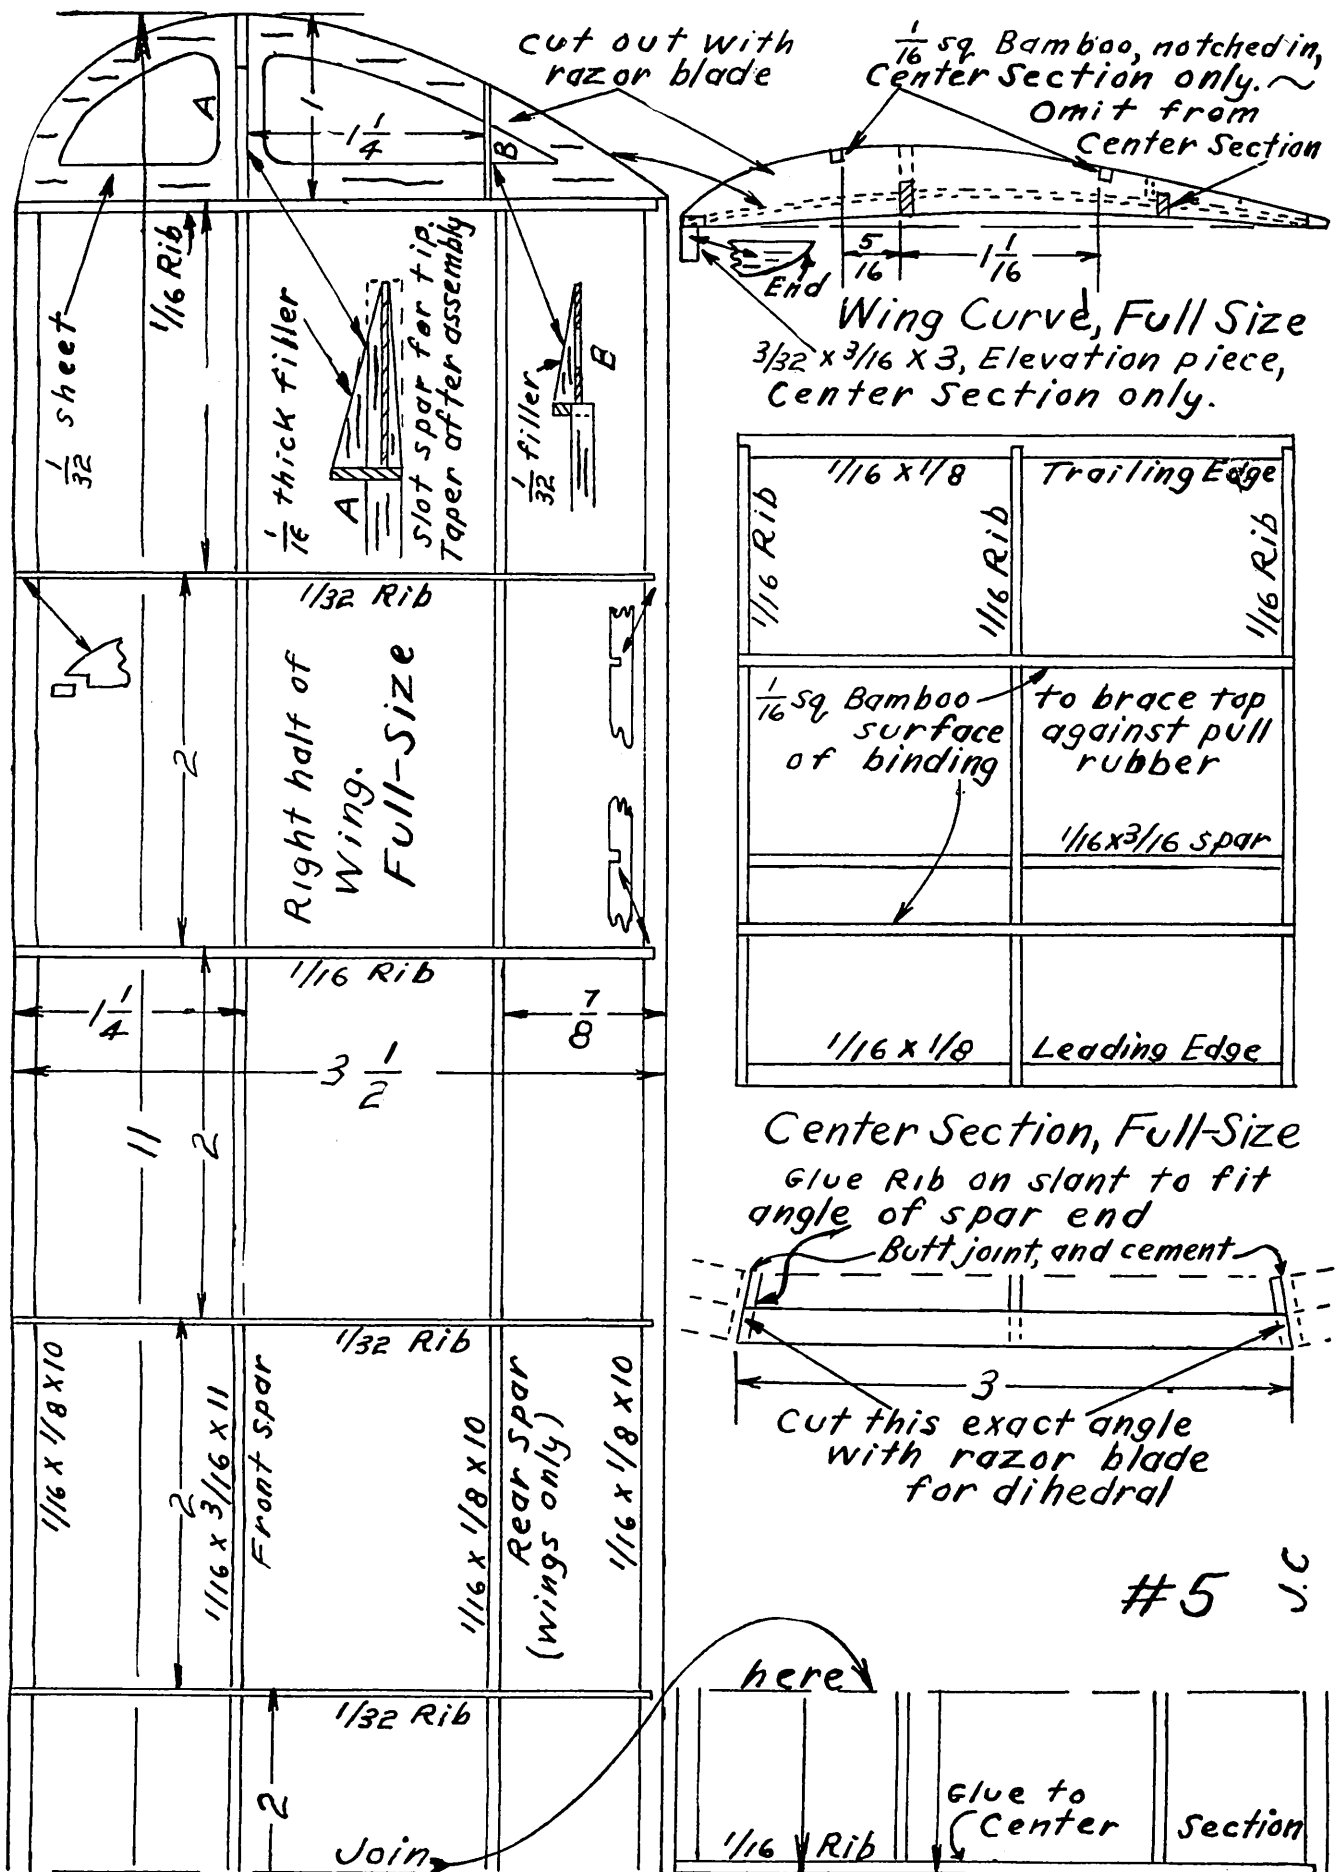 cut out with
razor blade
1/16 sq. Bamboo, notched in,
Center Section only. ~
Omit from
Center Section
A
1
1 1/4
B
5/16
1 1/16
End
Wing Curve, Full Size
3/32 x 3/16 x 3, Elevation piece,
Center Section only.
1/32 sheet
1/16 Rib
1/16 thick filler
A
Slot spar for tip.
Taper after assembly
1/32 filler
B
1/32 Rib
2
Right half of
Wing.
Full-Size
1/16 Rib
1 1/4
7/8
3 1/2
11
2
1/32 Rib
1/16 x 1/8 x 10
2
1/16 x 3/16 x 11
Front spar
1/16 x 1/8 x 10
Rear Spar
(wings only)
1/16 x 1/8 x 10
1/32 Rib
2
Join
1/16 x 1/8 Trailing Edge
1/16 Rib
1/16 Rib
1/16 Rib
1/16 sq. Bamboo to brace top
surface against pull
of binding rubber
1/16x3/16 spar
1/16 x 1/8 Leading Edge
Center Section, Full-Size
Glue Rib on slant to fit
angle of spar end
Butt joint, and cement
3
Cut this exact angle
with razor blade
for dihedral
#5
J.C
here
Glue to
Center Section
1/16 Rib